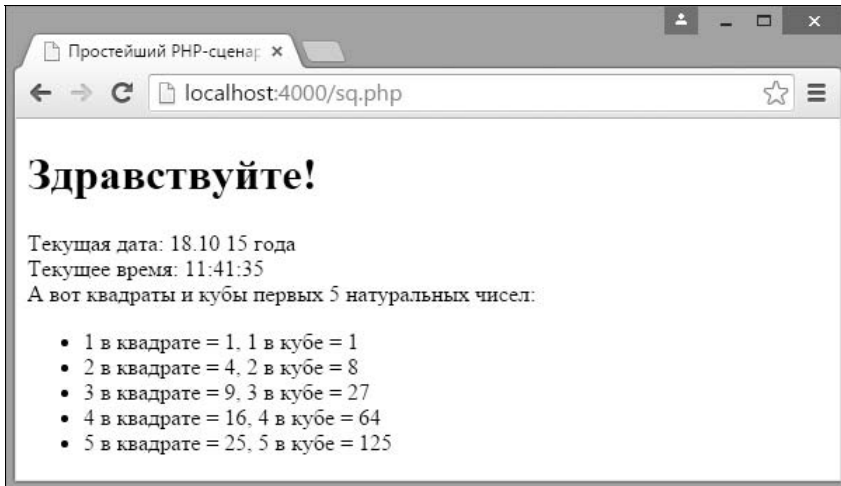 Простейший PHP-сценар
localhost:4000/sq.php
Здравствуйте!
Текущая дата: 18.10 15 года
Текущее время: 11:41:35
А вот квадраты и кубы первых 5 натуральных чисел:
• 1 в квадрате = 1, 1 в кубе = 1
• 2 в квадрате = 4, 2 в кубе = 8
• 3 в квадрате = 9, 3 в кубе = 27
• 4 в квадрате = 16, 4 в кубе = 64
• 5 в квадрате = 25, 5 в кубе = 125